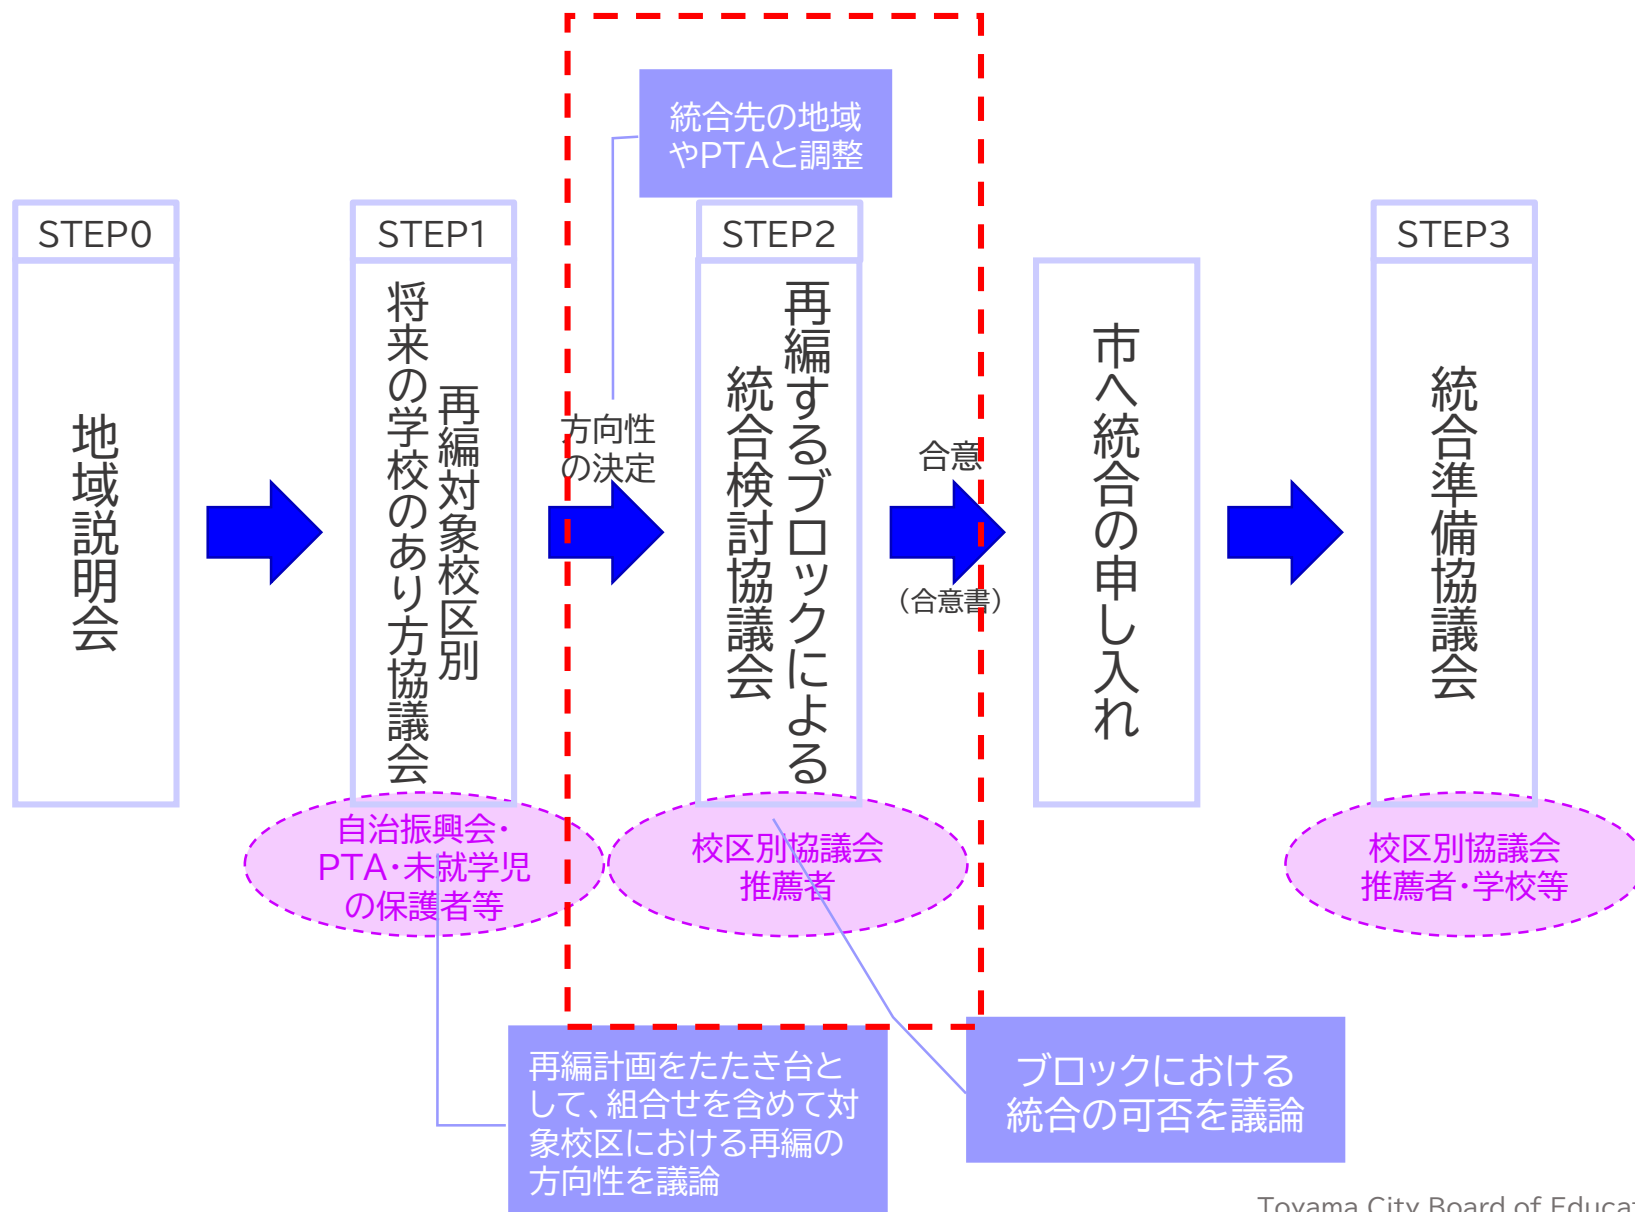 統合先の地域
やPTAと調整
STEP0
地域説明会
STEP1
再編対象校区別
将来の学校のあり方協議会
方向性
の決定
STEP2
再編するブロックによる
統合検討協議会
合意
（合意書）
市へ統合の申し入れ
STEP3
統合準備協議会
自治振興会・
PTA・未就学児
の保護者等
校区別協議会
推薦者
校区別協議会
推薦者・学校等
再編計画をたたき台と
して、組合せを含めて対
象校区における再編の
方向性を議論
ブロックにおける
統合の可否を議論
Toyama City Board of Educat